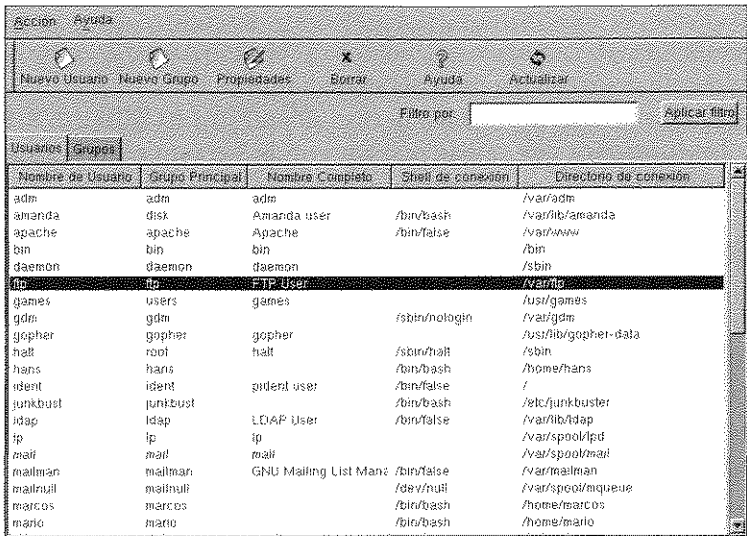 Acción Ayuda
Nuevo Usuario Nuevo Grupo Propiedades Borrar Ayuda Actualizar
Filtro por: Aplicar filtro
Usuarios Grupos
Nombre de Usuario Grupo Principal Nombre Completo Shell de conexión Directorio de conexión
adm adm adm /var/adm
amanda disk Amanda user /bin/bash /var/lib/amanda
apache apache Apache /bin/false /var/www
bin bin bin /bin
daemon daemon daemon /sbin
ftp ftp FTP User /var/ftp
games users games /usr/games
gdm gdm /sbin/nologin /var/gdm
gopher gopher gopher /usr/lib/gopher-data
halt root halt /sbin/halt /sbin
hans hans /bin/bash /home/hans
ident ident pident user /bin/false /
junkbust junkbust /bin/bash /etc/junkbuster
ldap ldap LDAP User /bin/false /var/lib/ldap
lp lp lp /var/spool/lpd
mail mail mail /var/spool/mail
mailman mailman GNU Mailing List Mana /bin/false /var/mailman
mailnull mailnull /dev/null /var/spool/mqueue
marcos marcos /bin/bash /home/marcos
mario mario /bin/bash /home/mario